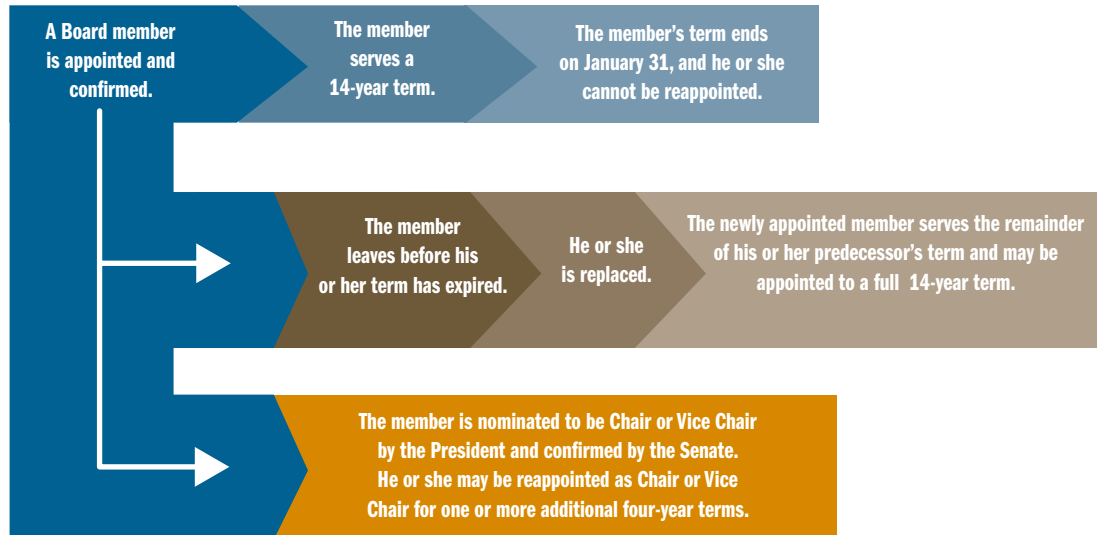 A Board member
is appointed and
confirmed.
The member
serves a
14-year term.
The member’s term ends
on January 31, and he or she
cannot be reappointed.
The member
leaves before his
or her term has expired.
He or she
is replaced.
The newly appointed member serves the remainder
of his or her predecessor’s term and may be
appointed to a full 14-year term.
The member is nominated to be Chair or Vice Chair
by the President and confirmed by the Senate.
He or she may be reappointed as Chair or Vice
Chair for one or more additional four-year terms.